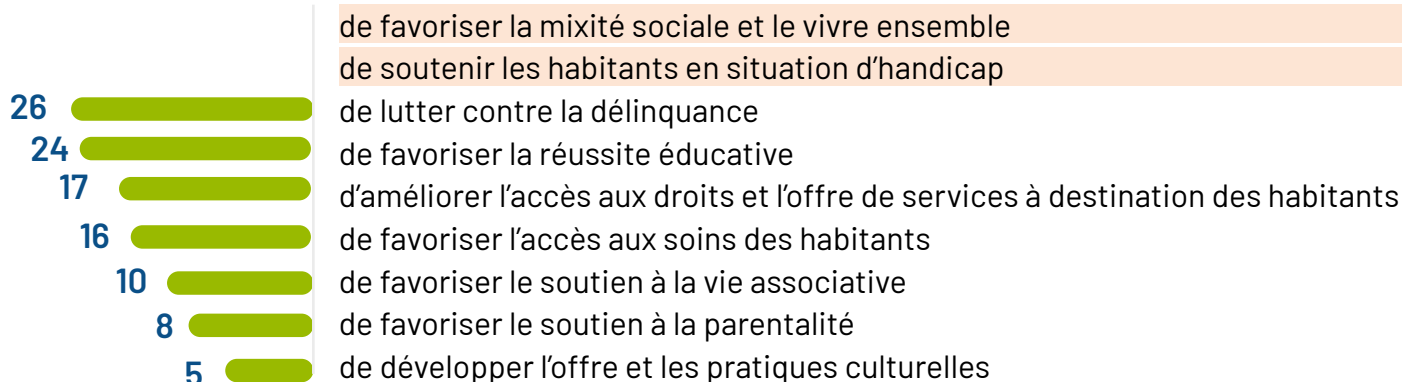 de favoriser la mixité sociale et le vivre ensemble
de soutenir les habitants en situation d'handicap
26 de lutter contre la délinquance
24 de favoriser la réussite éducative
17 d'améliorer l'accès aux droits et l'offre de services à destination des habitants
16 de favoriser l'accès aux soins des habitants
10 de favoriser le soutien à la vie associative
8 de favoriser le soutien à la parentalité
5 de développer l'offre et les pratiques culturelles